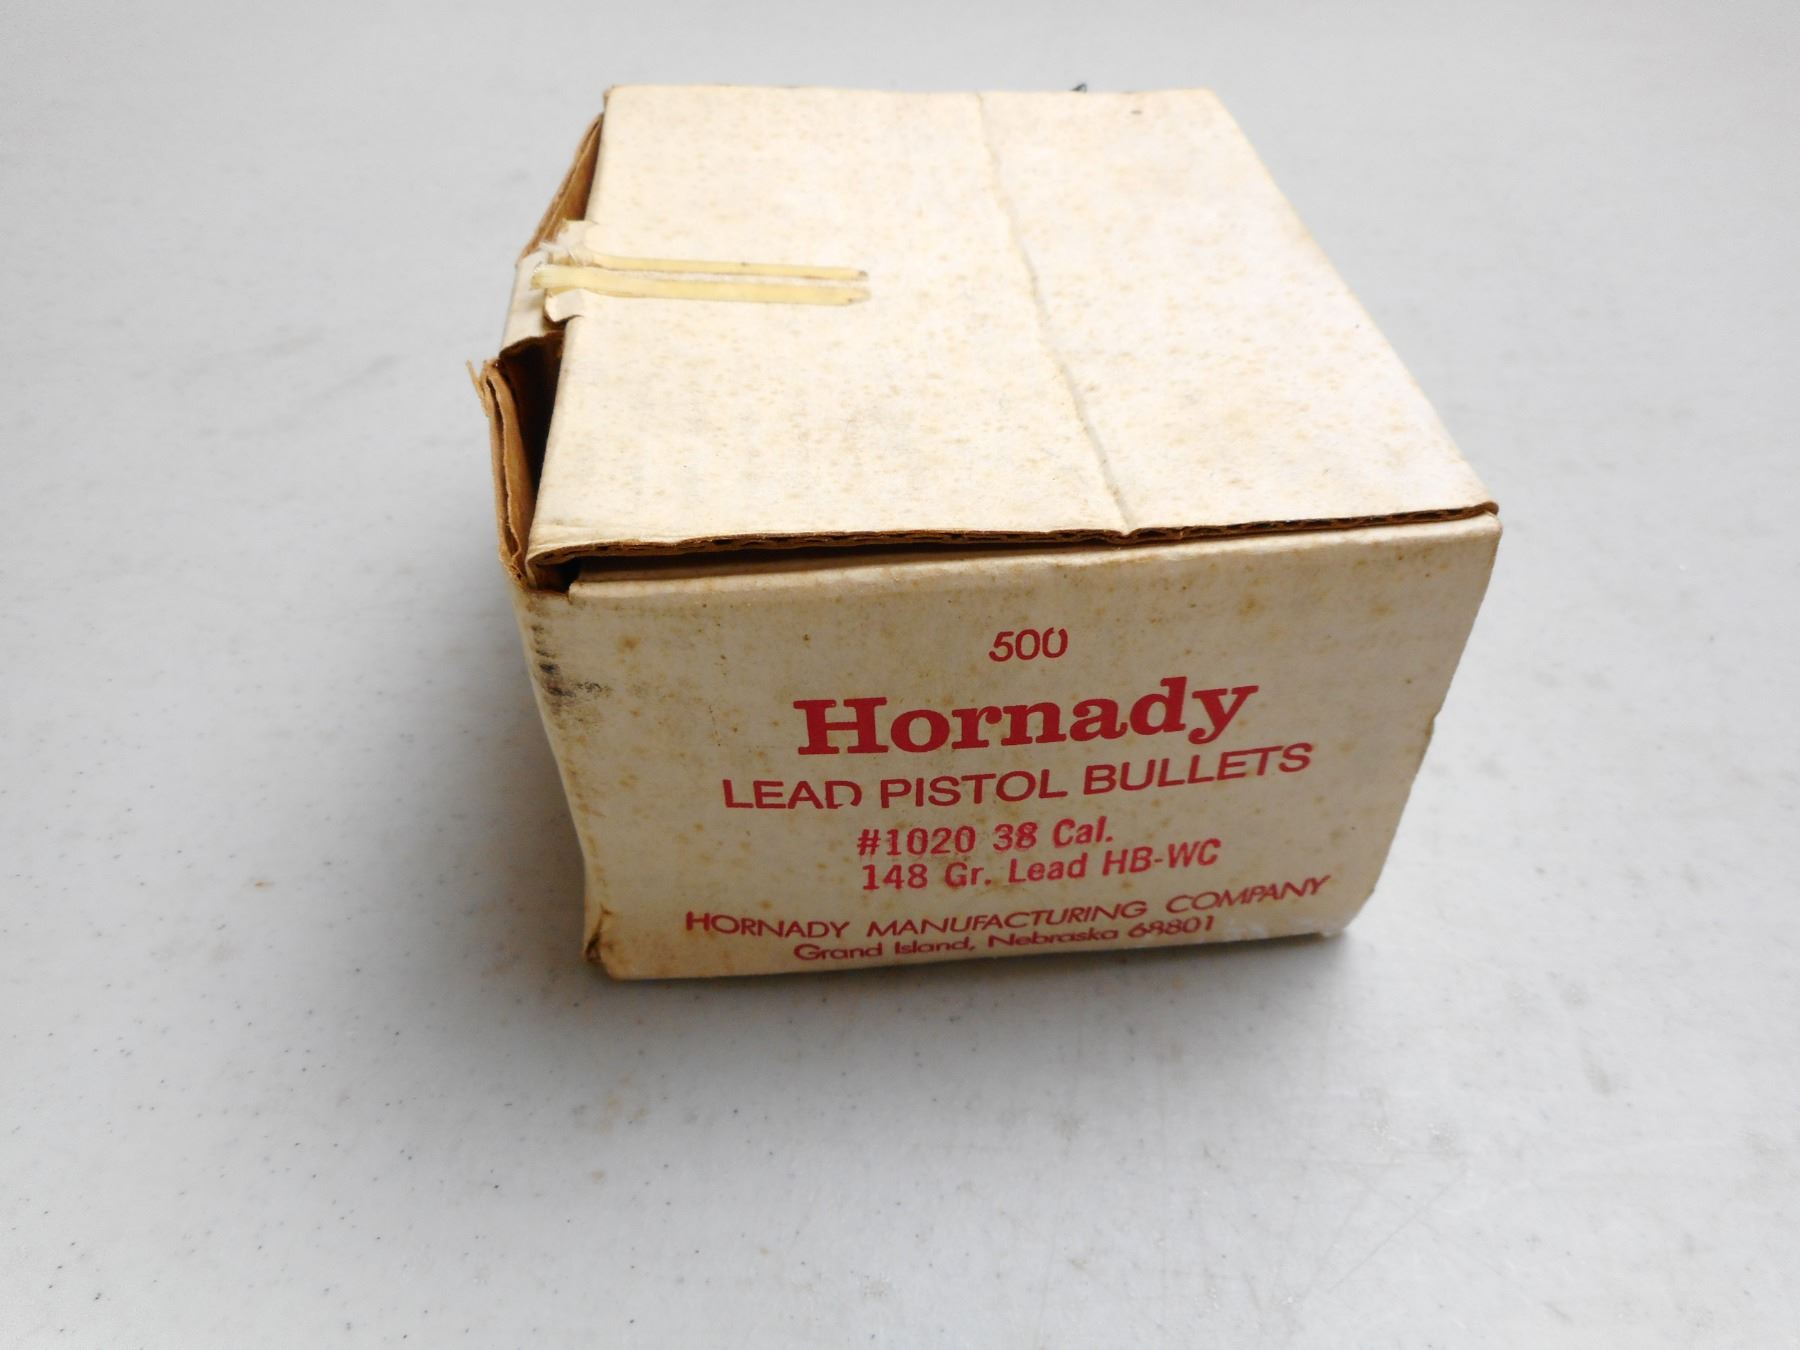 500
Hornady
LEAD PISTOL BULLETS
#1020 38 Cal.
148 Gr. Lead HB-WC
HORNADY MANUFACTURING COMPANY
Grand Island, Nebraska 68801